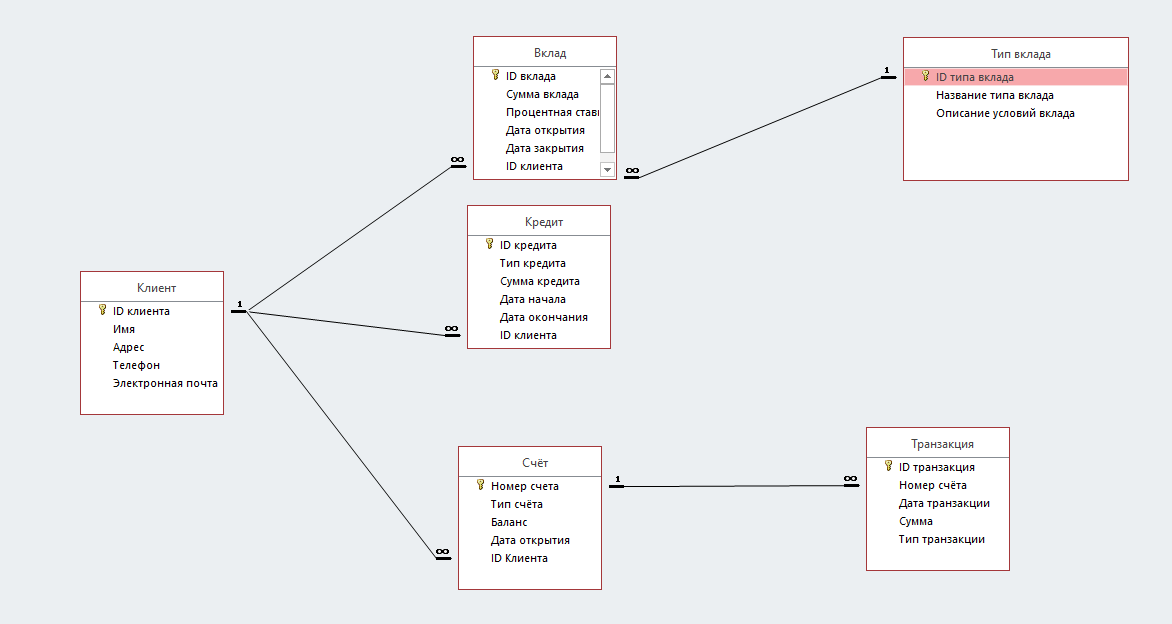 Вклад
ID вклада
Сумма вклада
Процентная
Дата открытия
Дата закрытия
ID клиента
Тип вклада
ID типа вклада
Название типа вклада
Описание условий вклада
1
∞
∞
Кредит
ID кредита
Тип кредита
Сумма кредита
Дата начала
Дата окончания
ID клиента
Клиент
ID клиента
Имя
Адрес
Телефон
Электронная почта
1
∞
Счёт
Номер счета
Тип счёта
Баланс
Дата открытия
ID Клиента
∞
1
∞
Транзакция
ID транзакция
Номер счёта
Дата транзакции
Сумма
Тип транзакции